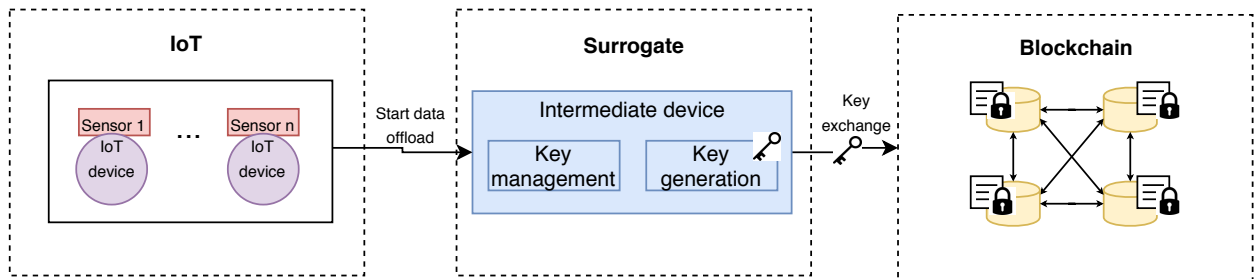 IoT
Sensor 1
IoT
device
...
Sensor n
IoT
device
Start data
offload
Surrogate
Intermediate device
Key
management
Key
generation
Key
exchange
Blockchain